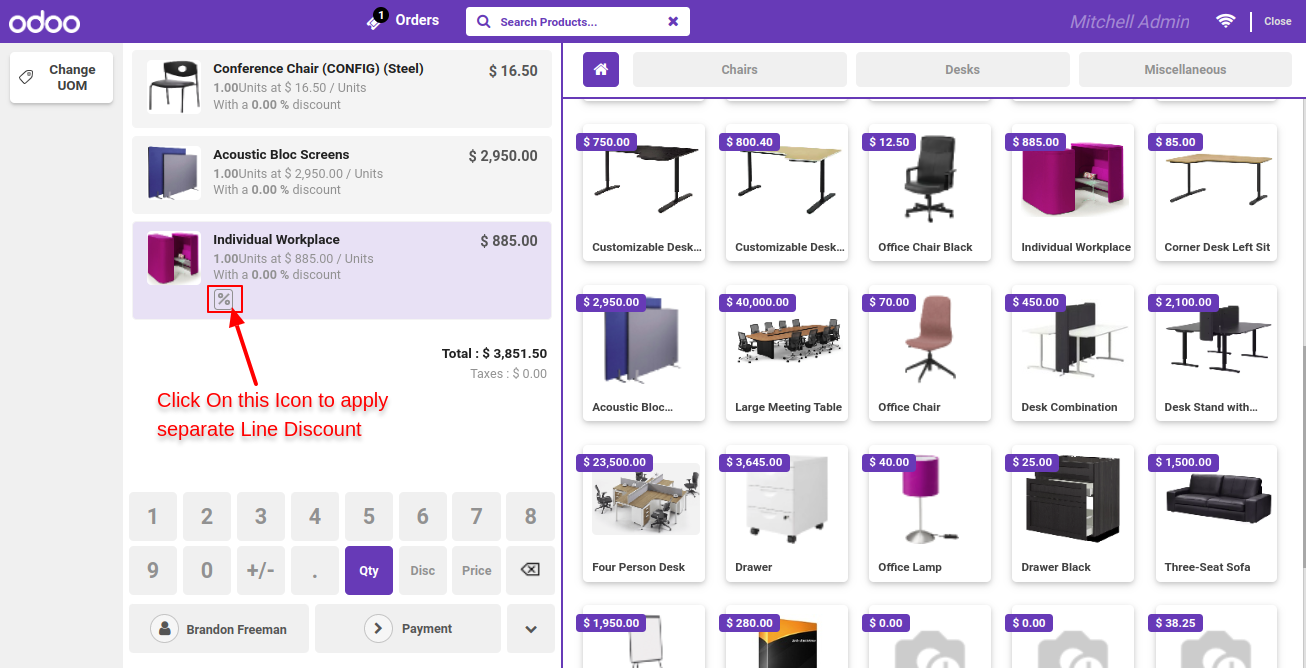 odoo
1
Orders
Search Products...
Mitchell Admin
Close
Change
UOM
Conference Chair (CONFIG) (Steel)
$ 16.50
1.00Units at $ 16.50 / Units
With a 0.00 % discount
Acoustic Bloc Screens
$ 2,950.00
1.00Units at $ 2,950.00 / Units
With a 0.00 % discount
Individual Workplace
$ 885.00
1.00Units at $ 885.00 / Units
With a 0.00 % discount
%
Total : $ 3,851.50
Taxes : $ 0.00
Click On this Icon to apply
separate Line Discount
1 2 3 4 5 6 7 8
9 0 +/- . Qty Disc Price
Brandon Freeman
Payment
Chairs
Desks
Miscellaneous
$ 750.00
Customizable Desk...
$ 800.40
Customizable Desk...
$ 12.50
Office Chair Black
$ 885.00
Individual Workplace
$ 85.00
Corner Desk Left Sit
$ 2,950.00
Acoustic Bloc...
$ 40,000.00
Large Meeting Table
$ 70.00
Office Chair
$ 450.00
Desk Combination
$ 2,100.00
Desk Stand with...
$ 23,500.00
Four Person Desk
$ 3,645.00
Drawer
$ 40.00
Office Lamp
$ 25.00
Drawer Black
$ 1,500.00
Three-Seat Sofa
$ 1,950.00
$ 280.00
$ 0.00
$ 0.00
$ 38.25